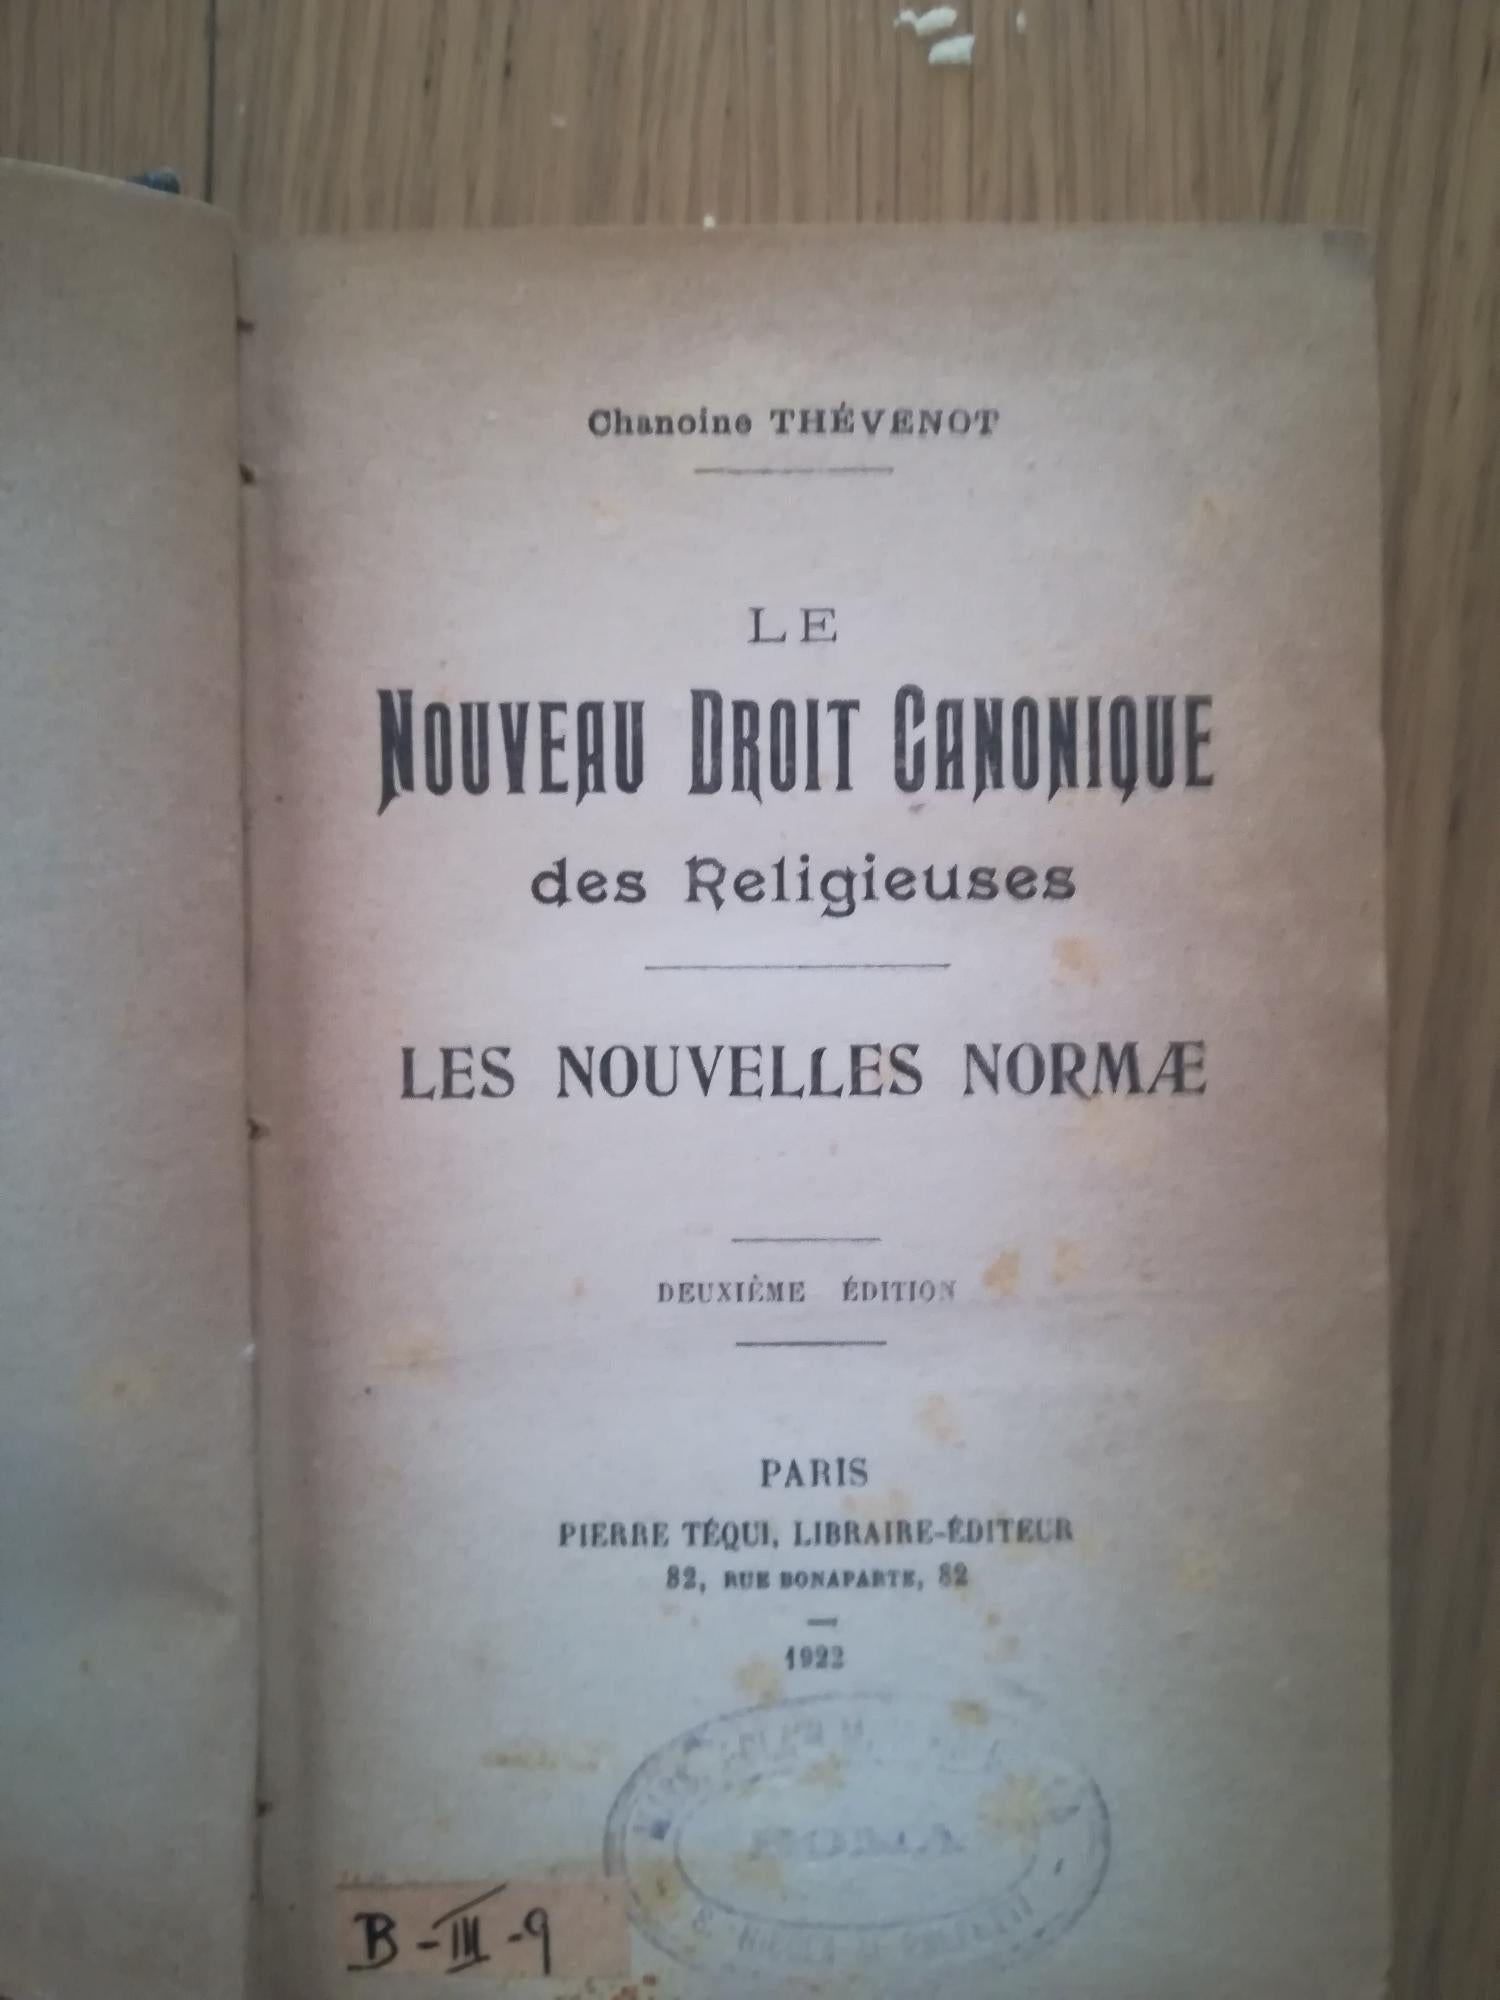 Chanoine THÉVENOT
LE
NOUVEAU DROIT CANONIQUE
des Religieuses
LES NOUVELLES NORMÆ
DEUXIÈME ÉDITION
PARIS
PIERRE TÉQUI, LIBRAIRE-ÉDITEUR
82, RUE BONAPARTE, 82
1922
ROMA
B-III-9